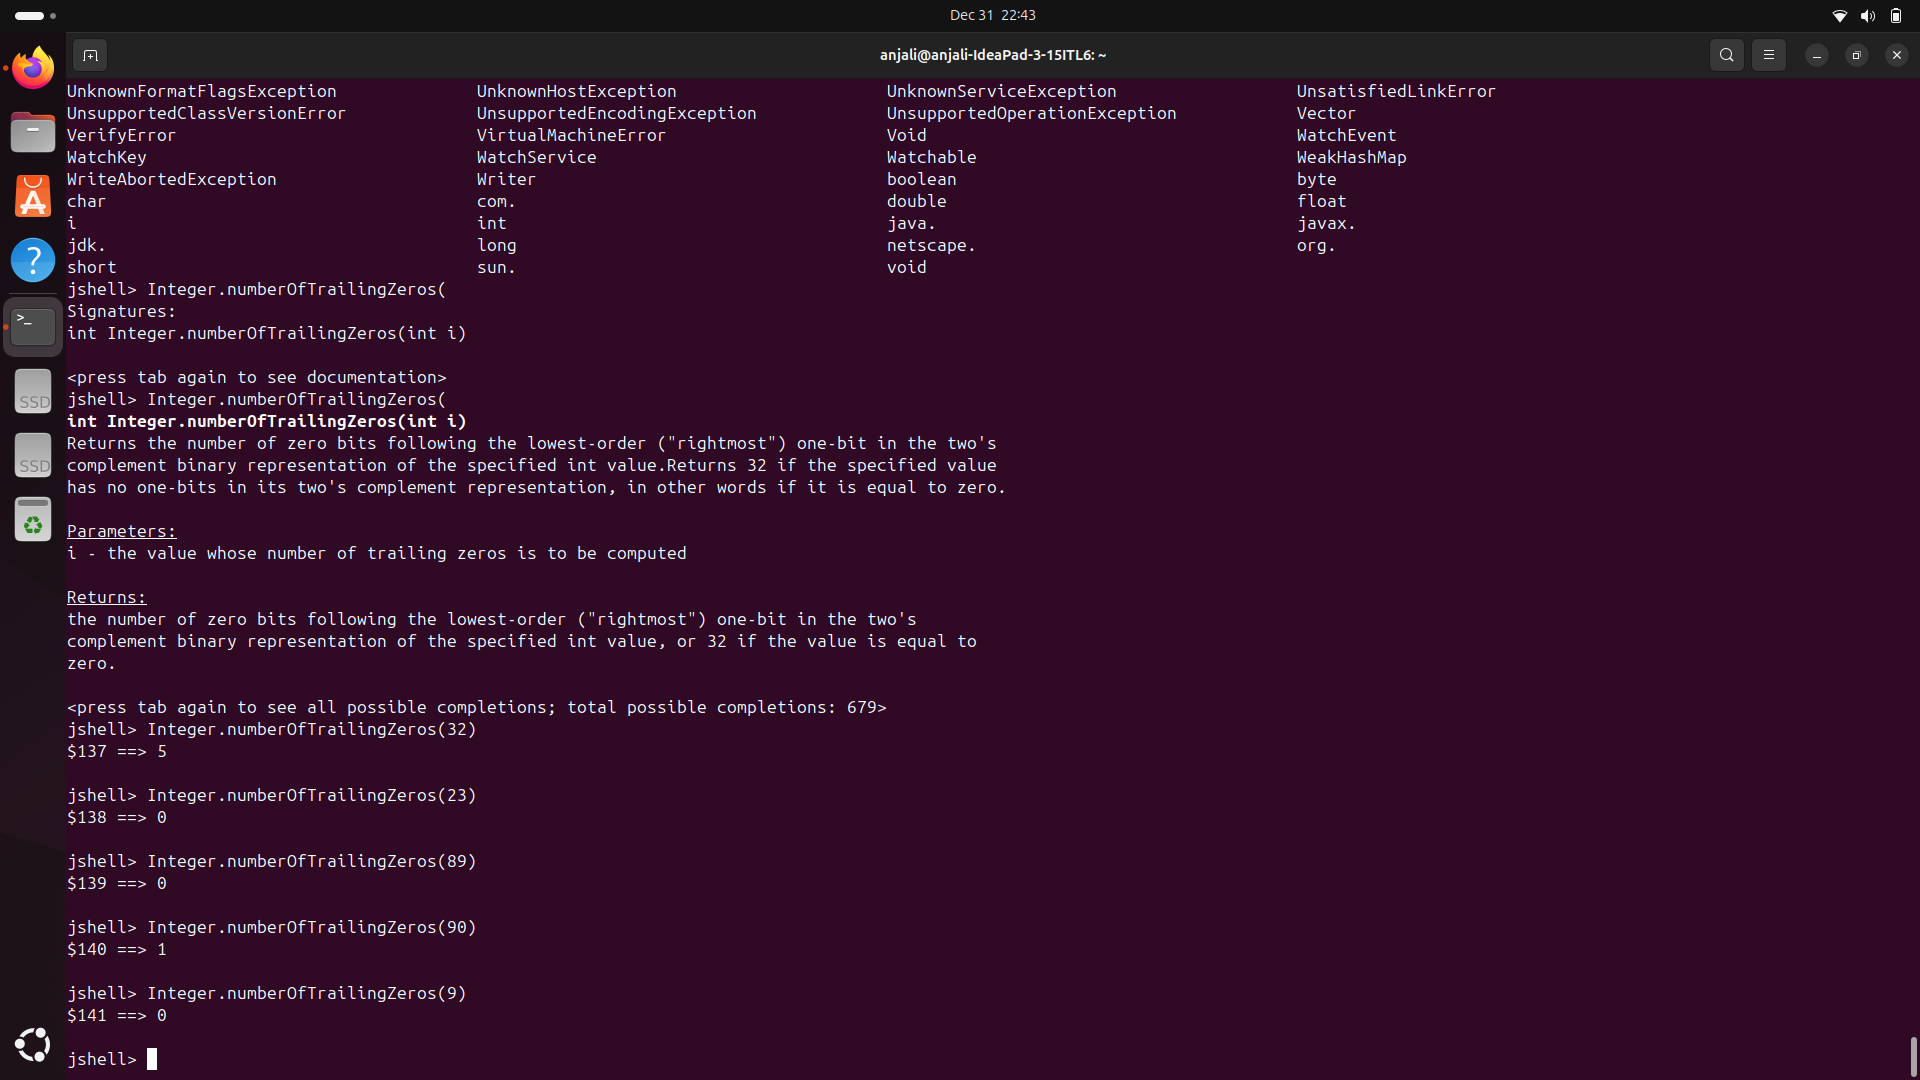 Dec 31 22:43
anjali@anjali-IdeaPad-3-15ITL6: ~
UnknownFormatFlagsException UnknownHostException UnknownServiceException UnsatisfiedLinkError
UnsupportedClassVersionError UnsupportedEncodingException UnsupportedOperationException Vector
VerifyError VirtualMachineError Void WatchEvent
WatchKey WatchService Watchable WeakHashMap
WriteAbortedException Writer boolean byte
char com. double float
i int java. javax.
jdk. long netscape. org.
short sun. void
jshell> Integer.numberOfTrailingZeros(
Signatures:
int Integer.numberOfTrailingZeros(int i)
<press tab again to see documentation>
jshell> Integer.numberOfTrailingZeros(
int Integer.numberOfTrailingZeros(int i)
Returns the number of zero bits following the lowest-order ("rightmost") one-bit in the two's
complement binary representation of the specified int value.Returns 32 if the specified value
has no one-bits in its two's complement representation, in other words if it is equal to zero.
Parameters:
i - the value whose number of trailing zeros is to be computed
Returns:
the number of zero bits following the lowest-order ("rightmost") one-bit in the two's
complement binary representation of the specified int value, or 32 if the value is equal to
zero.
<press tab again to see all possible completions; total possible completions: 679>
jshell> Integer.numberOfTrailingZeros(32)
$137 ==> 5
jshell> Integer.numberOfTrailingZeros(23)
$138 ==> 0
jshell> Integer.numberOfTrailingZeros(89)
$139 ==> 0
jshell> Integer.numberOfTrailingZeros(90)
$140 ==> 1
jshell> Integer.numberOfTrailingZeros(9)
$141 ==> 0
jshell>
>_
SSD
SSD